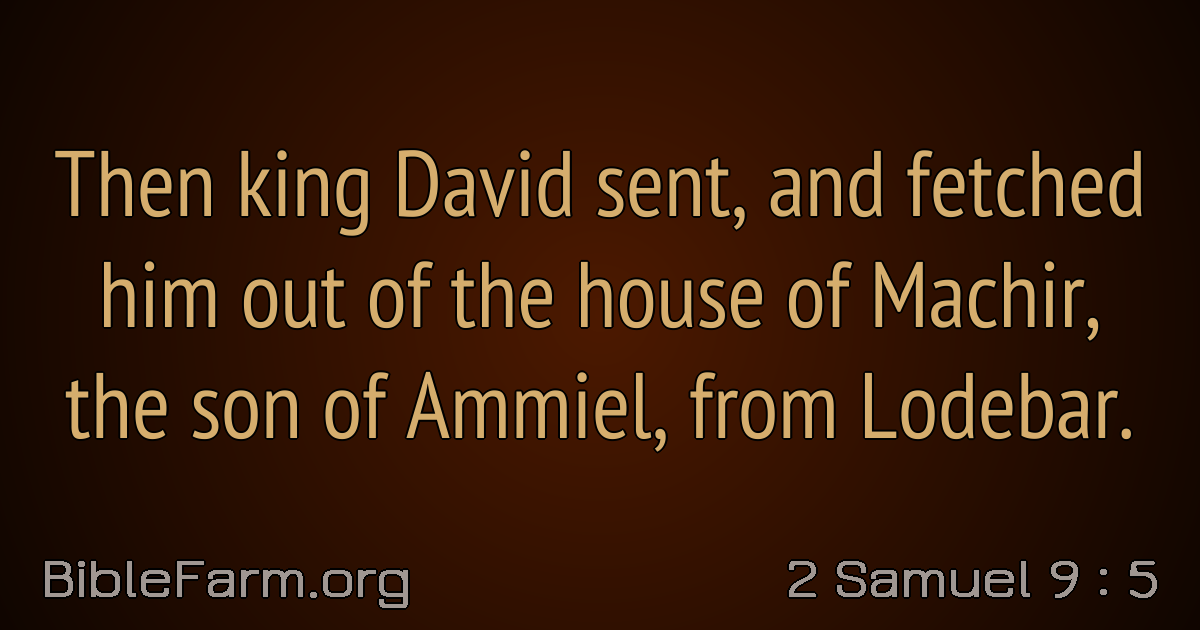 Then king David sent, and fetched
him out of the house of Machir,
the son of Ammiel, from Lodebar.
BibleFarm.org
2 Samuel 9 : 5